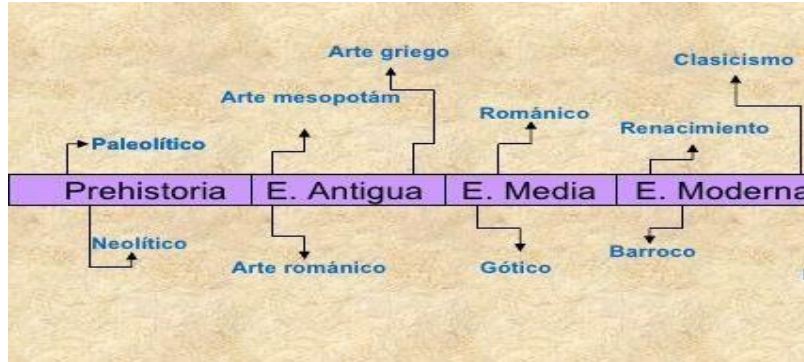 Arte griego
Clasicismo
Arte mesopotám
Románico
Renacimiento
Paleolítico
Prehistoria
E. Antigua
E. Media
E. Moderna
Neolítico
Arte románico
Gótico
Barroco